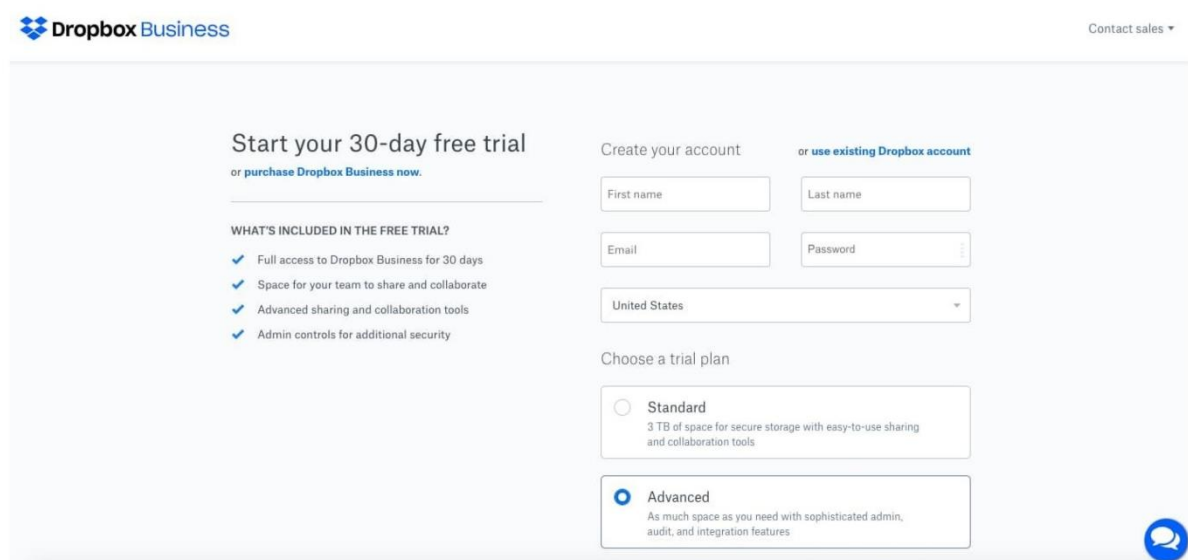 Dropbox Business
Contact sales
Start your 30-day free trial
or purchase Dropbox Business now.
WHAT'S INCLUDED IN THE FREE TRIAL?
Full access to Dropbox Business for 30 days
Space for your team to share and collaborate
Advanced sharing and collaboration tools
Admin controls for additional security
Create your account
or use existing Dropbox account
First name
Last name
Email
Password
United States
Choose a trial plan
Standard
3 TB of space for secure storage with easy-to-use sharing
and collaboration tools
Advanced
As much space as you need with sophisticated admin,
audit, and integration features